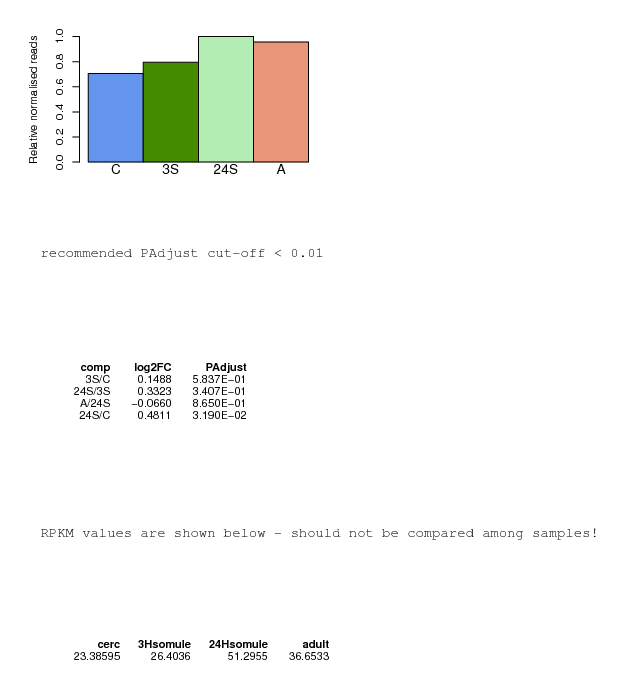 Relative normalised reads
1.0
0.8
0.6
0.4
0.2
0.0
C 3S 24S A
recommended PAdjust cut-off < 0.01
comp log2FC PAdjust
3S/C 0.1488 5.837E-01
24S/3S 0.3323 3.407E-01
A/24S -0.0660 8.650E-01
24S/C 0.4811 3.190E-02
RPKM values are shown below - should not be compared among samples!
cerc 3Hsomule 24Hsomule adult
23.38595 26.4036 51.2955 36.6533